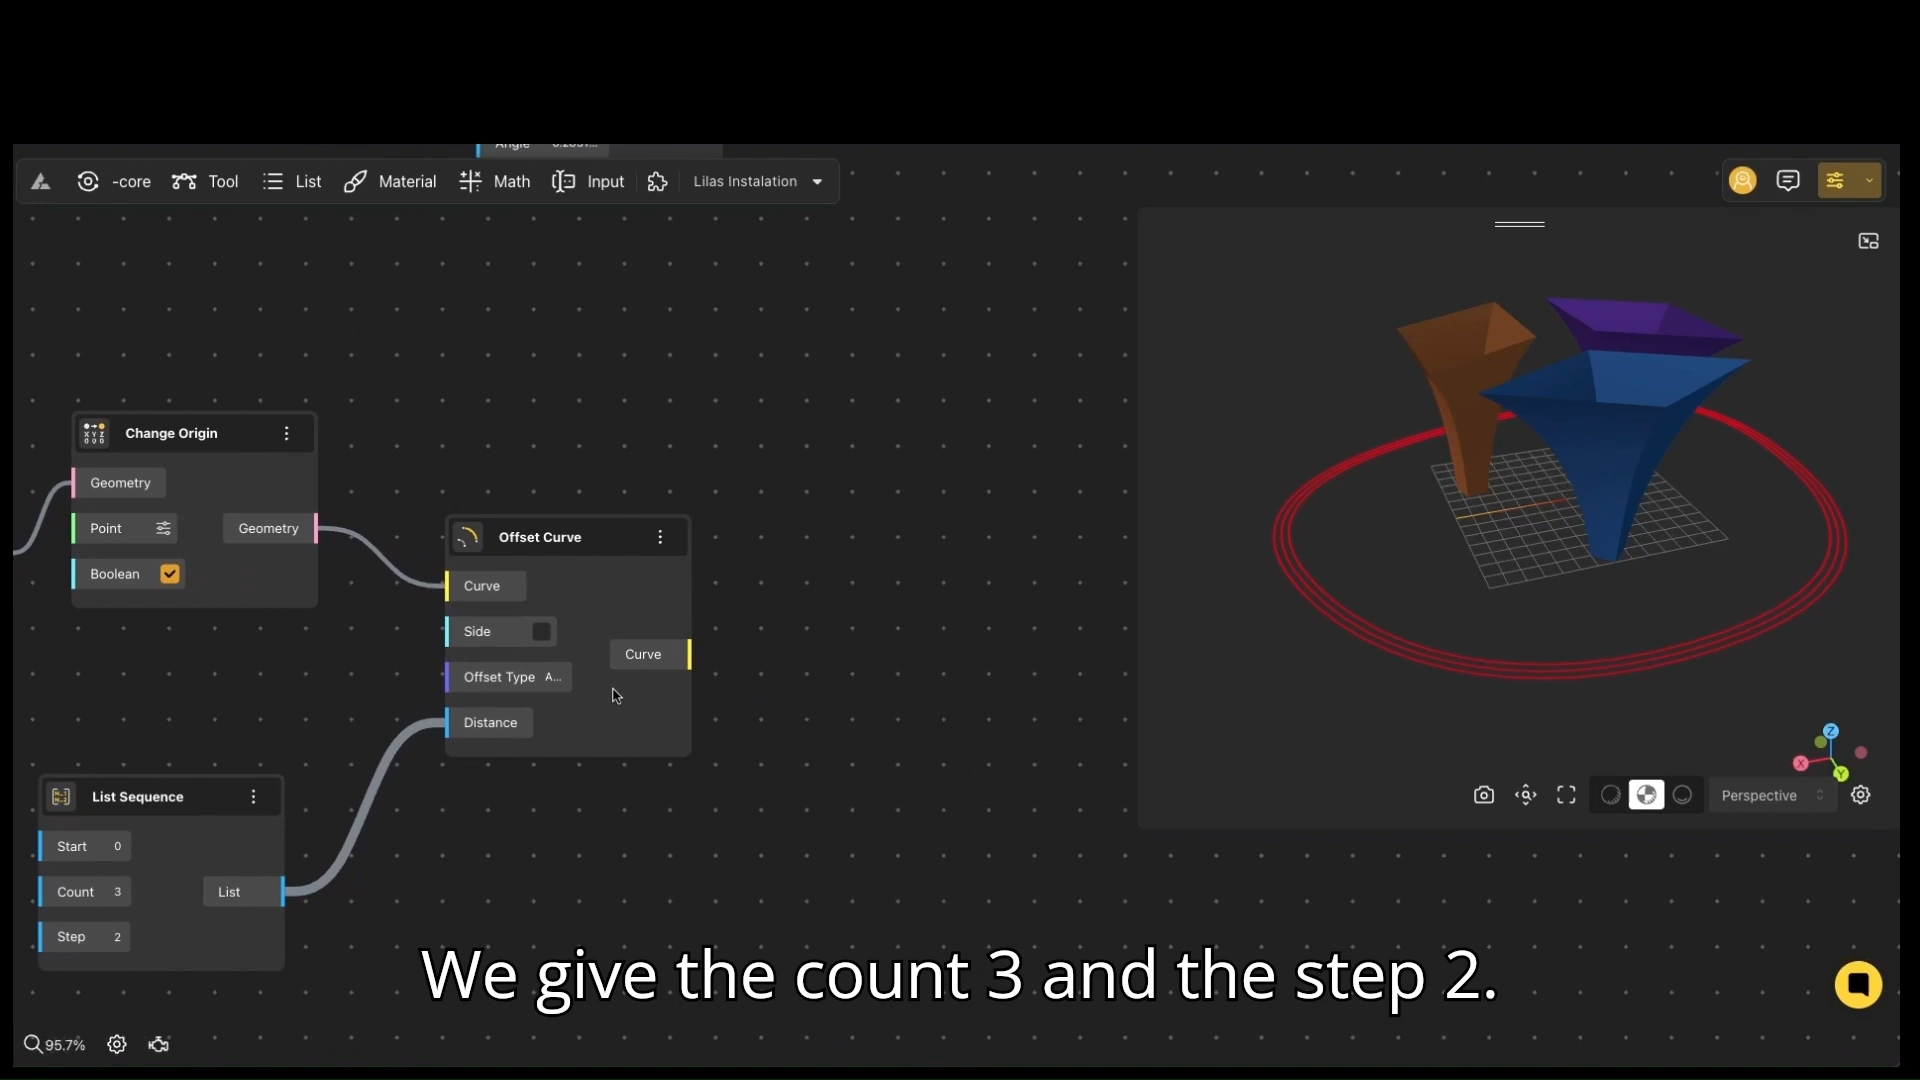 Angle
-core Tool List Material Math Input Lilas Instalation
Change Origin
Geometry
Point Geometry
Boolean
Offset Curve
Curve
Side
Curve
Offset Type A...
Distance
List Sequence
Start 0
Count 3 List
Step 2
Z
X
Y
Perspective
We give the count 3 and the step 2.
95.7%